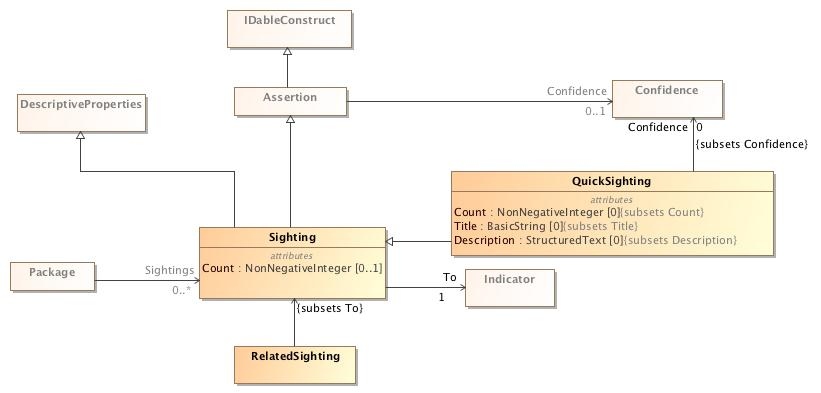 IDableConstruct
DescriptiveProperties
Assertion
Confidence
0..1
Confidence
Confidence 0
{subsets Confidence}
QuickSighting
attributes
Count : NonNegativeInteger [0]{subsets Count}
Title : BasicString [0]{subsets Title}
Description : StructuredText [0]{subsets Description}
Sighting
attributes
Count : NonNegativeInteger [0..1]
Package
Sightings
0..*
To
1
Indicator
{subsets To}
RelatedSighting